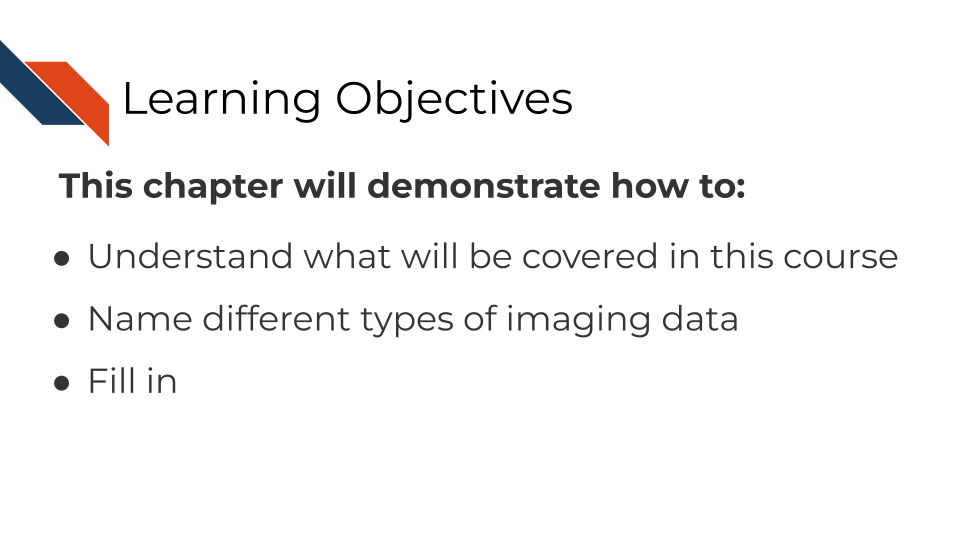 Learning Objectives
This chapter will demonstrate how to:
● Understand what will be covered in this course
● Name different types of imaging data
● Fill in